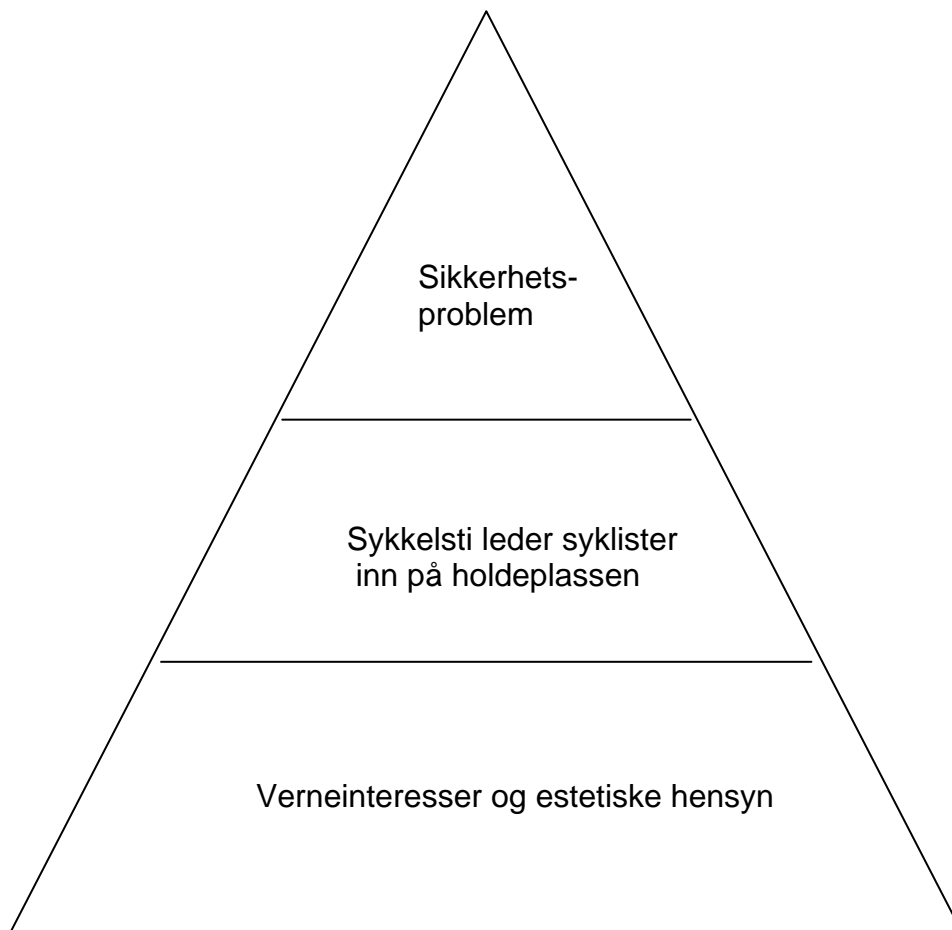 Sikkerhets-
problem
Sykkelsti leder syklister
inn på holdeplassen
Verneinteresser og estetiske hensyn